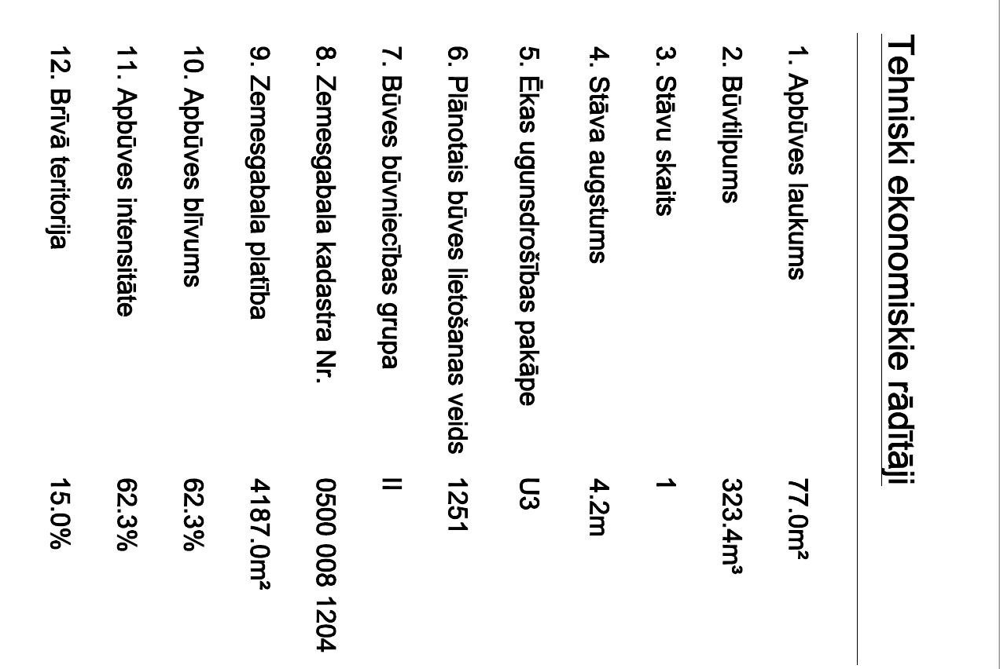 Tehniski ekonomiskie rādītāji
1. Apbūves laukums 77.0m²
2. Būvtilpums 323.4m³
3. Stāvu skaits 1
4. Stāva augstums 4.2m
5. Ēkas ugunsdrošības pakāpe U3
6. Plānotais būves lietošanas veids 1251
7. Būves būvniecības grupa II
8. Zemesgabala kadastra Nr. 0500 008 1204
9. Zemesgabala platība 4187.0m²
10. Apbūves blīvums 62.3%
11. Apbūves intensitāte 62.3%
12. Brīvā teritorija 15.0%